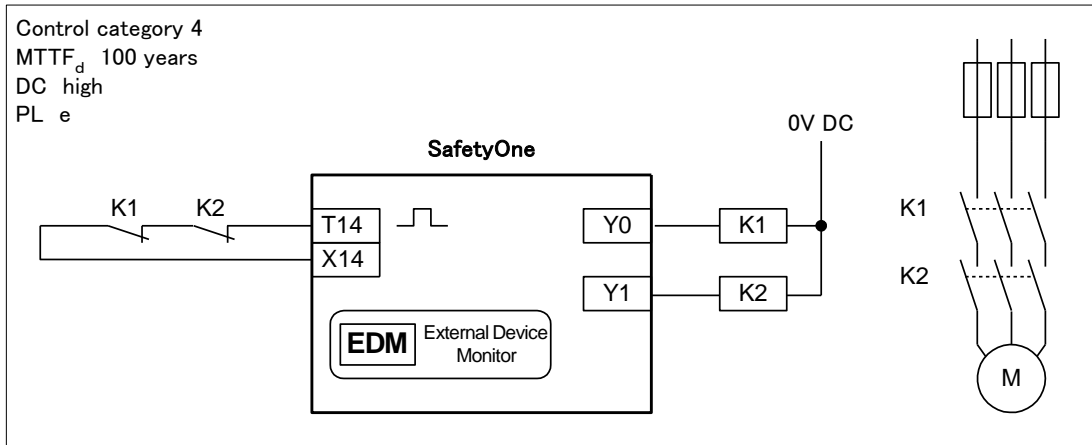 Control category 4
MTTFd 100 years
DC high
PL e
0V DC
SafetyOne
K1 K2
T14
X14
Y0
K1
Y1
K2
EDM
External Device
Monitor
K1
K2
M